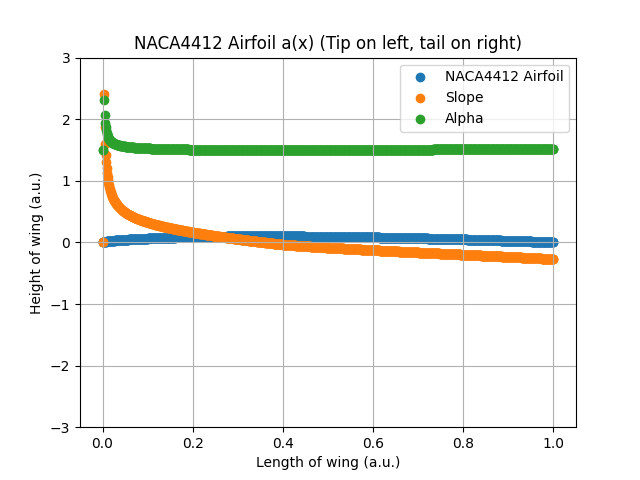 NACA4412 Airfoil a(x) (Tip on left, tail on right)
NACA4412 Airfoil
Slope
Alpha
Height of wing (a.u.)
3
2
1
0
−1
−2
−3
0.0 0.2 0.4 0.6 0.8 1.0
Length of wing (a.u.)